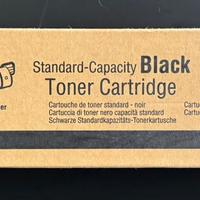 Standard-Capacity Black
Toner Cartridge
Cartouche de toner standard - noir
Cartuccia di toner nero capacità standard
Schwarze Standardkapazitäts-Tonerkartusche